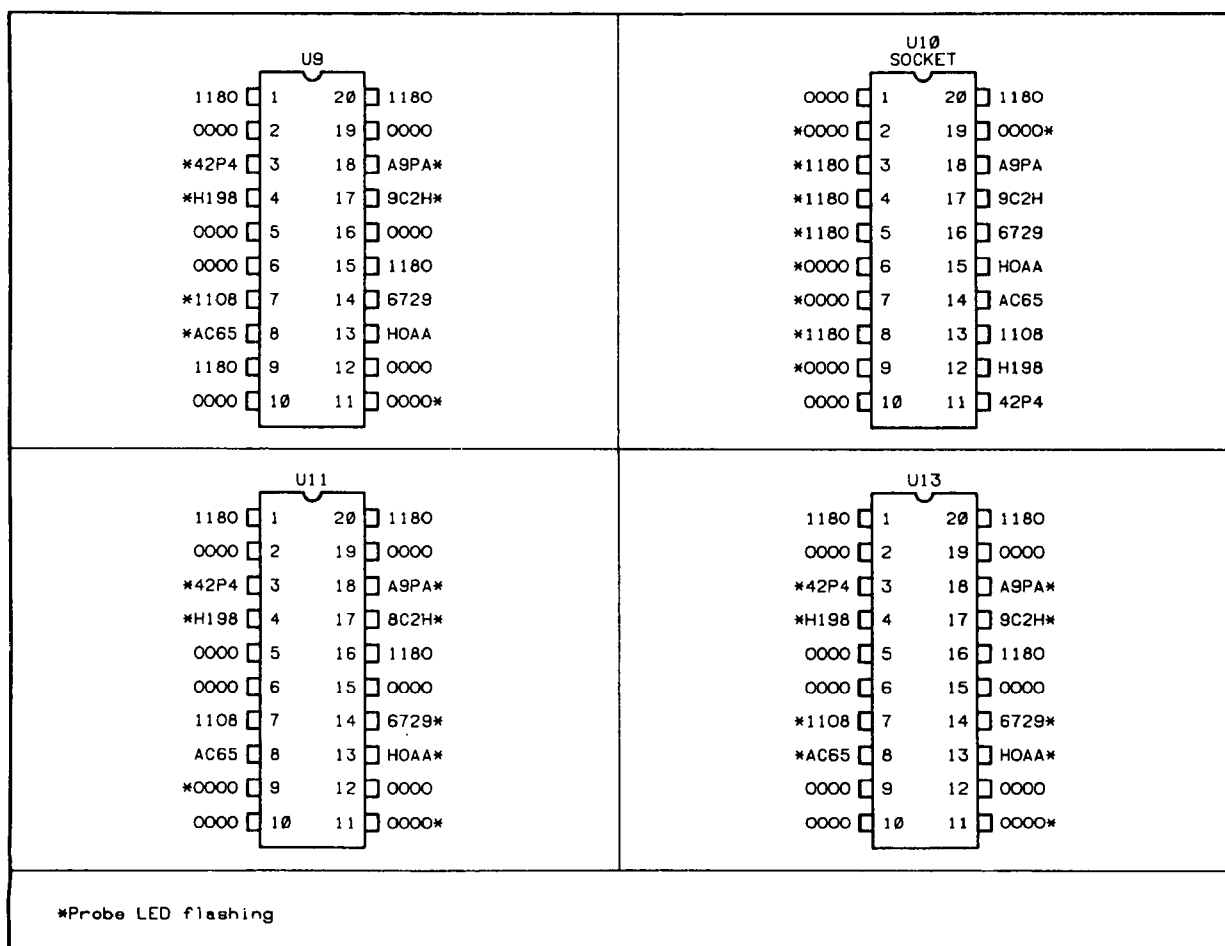 U9
1180 1 20 1180
0000 2 19 0000
*42P4 3 18 A9PA*
*H198 4 17 9C2H*
0000 5 16 0000
0000 6 15 1180
*1108 7 14 6729
*AC65 8 13 HOAA
1180 9 12 0000
0000 10 11 0000*
U10
SOCKET
0000 1 20 1180
*0000 2 19 0000*
*1180 3 18 A9PA
*1180 4 17 9C2H
*1180 5 16 6729
*0000 6 15 HOAA
*0000 7 14 AC65
*1180 8 13 1108
*0000 9 12 H198
0000 10 11 42P4
U11
1180 1 20 1180
0000 2 19 0000
*42P4 3 18 A9PA*
*H198 4 17 8C2H*
0000 5 16 1180
0000 6 15 0000
1108 7 14 6729*
AC65 8 13 HOAA*
*0000 9 12 0000
0000 10 11 0000*
U13
1180 1 20 1180
0000 2 19 0000
*42P4 3 18 A9PA*
*H198 4 17 9C2H*
0000 5 16 1180
0000 6 15 0000
*1108 7 14 6729*
*AC65 8 13 HOAA*
0000 9 12 0000
0000 10 11 0000*
*Probe LED flashing